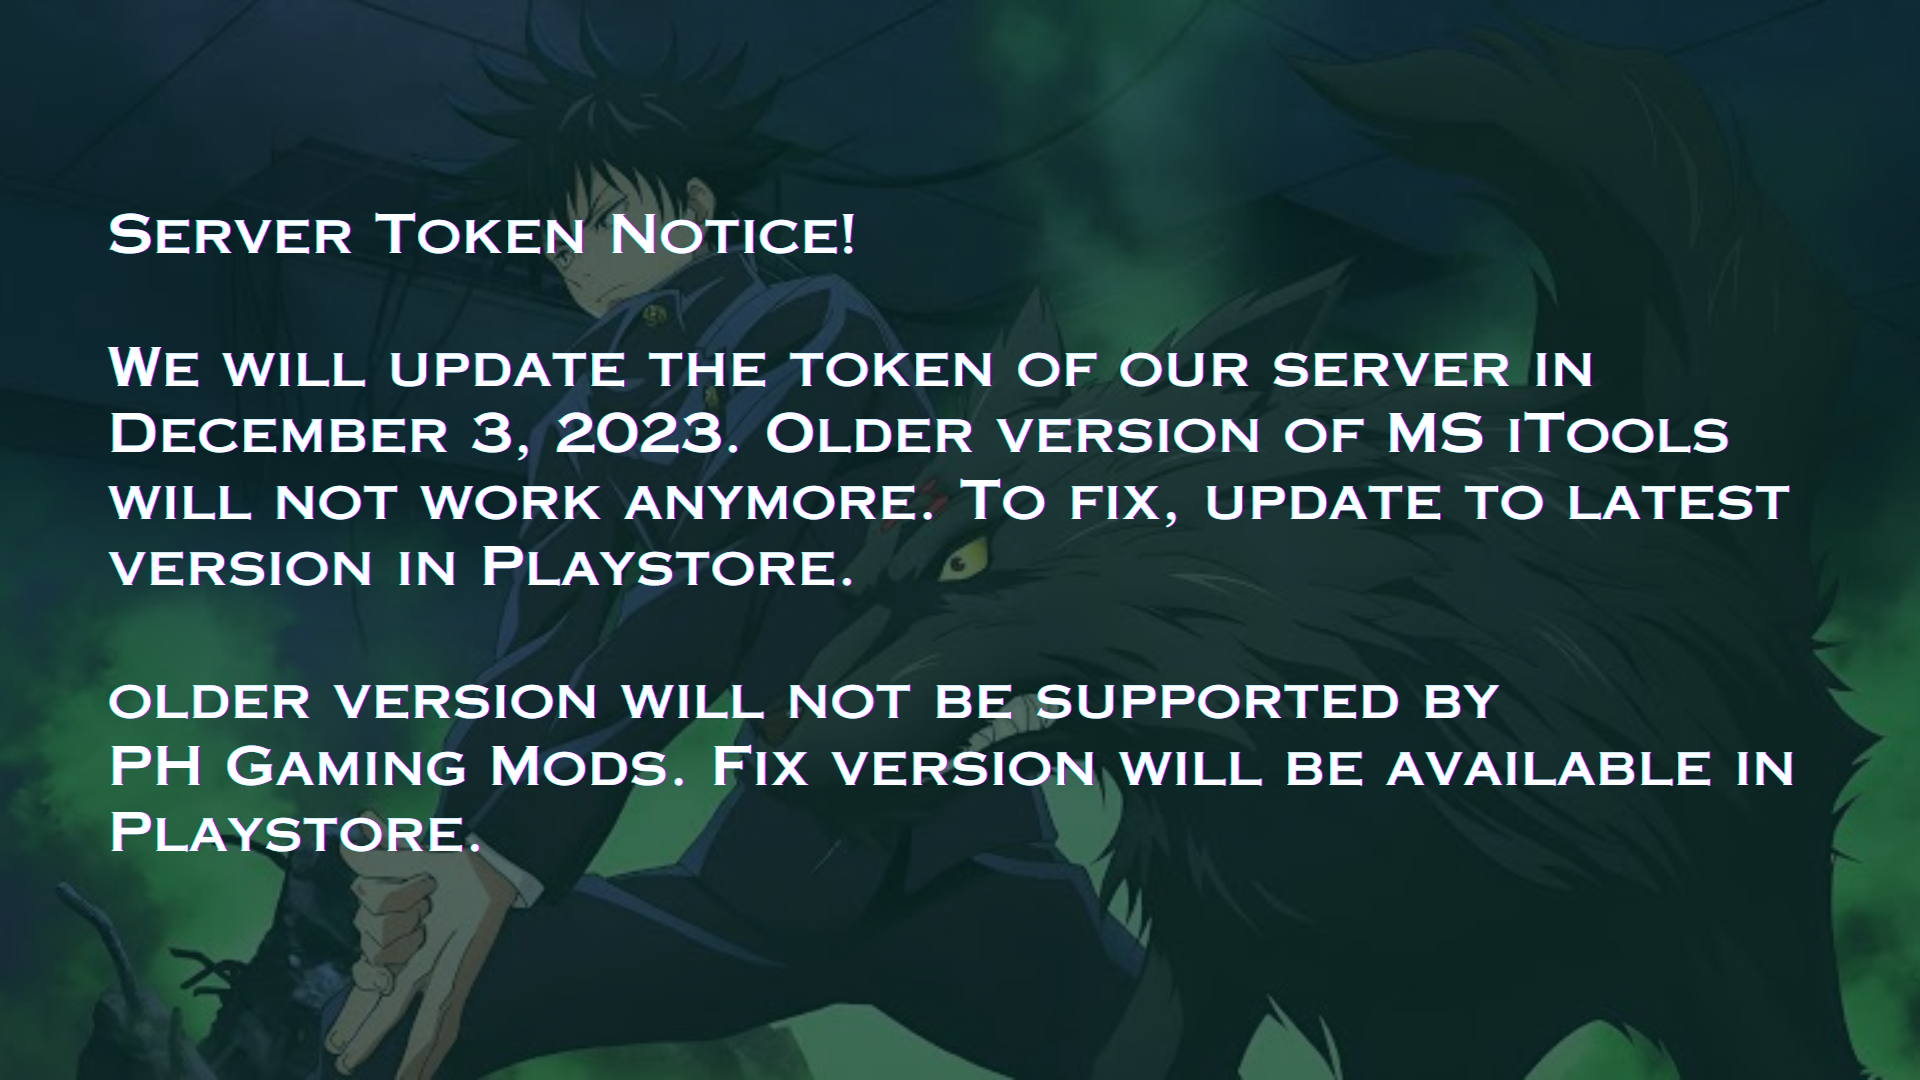 Server Token Notice!
We will update the token of our server in
December 3, 2023. Older version of MS iTools
will not work anymore. To fix, update to latest
version in Playstore.
older version will not be supported by
PH Gaming Mods. Fix version will be available in
Playstore.